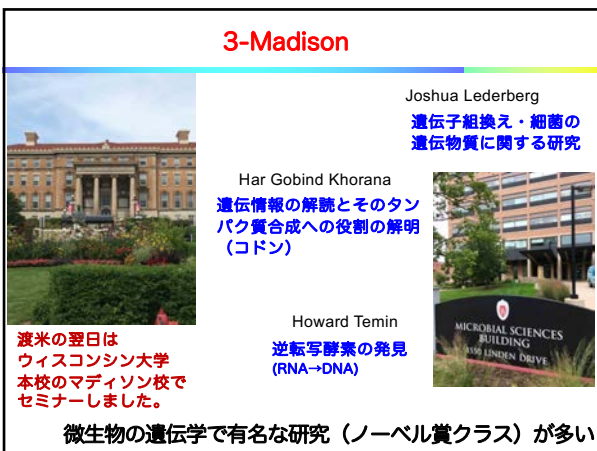 3-Madison
Joshua Lederberg
遺伝子組換え・細菌の
遺伝物質に関する研究
Har Gobind Khorana
遺伝情報の解読とそのタン
パク質合成への役割の解明
（コドン）
Howard Temin
逆転写酵素の発見
(RNA→DNA)
MICROBIAL SCIENCES
BUILDING
1550 LINDEN DRIVE
渡米の翌日は
ウィスコンシン大学
本校のマディソン校で
セミナーしました。
微生物の遺伝学で有名な研究（ノーベル賞クラス）が多い